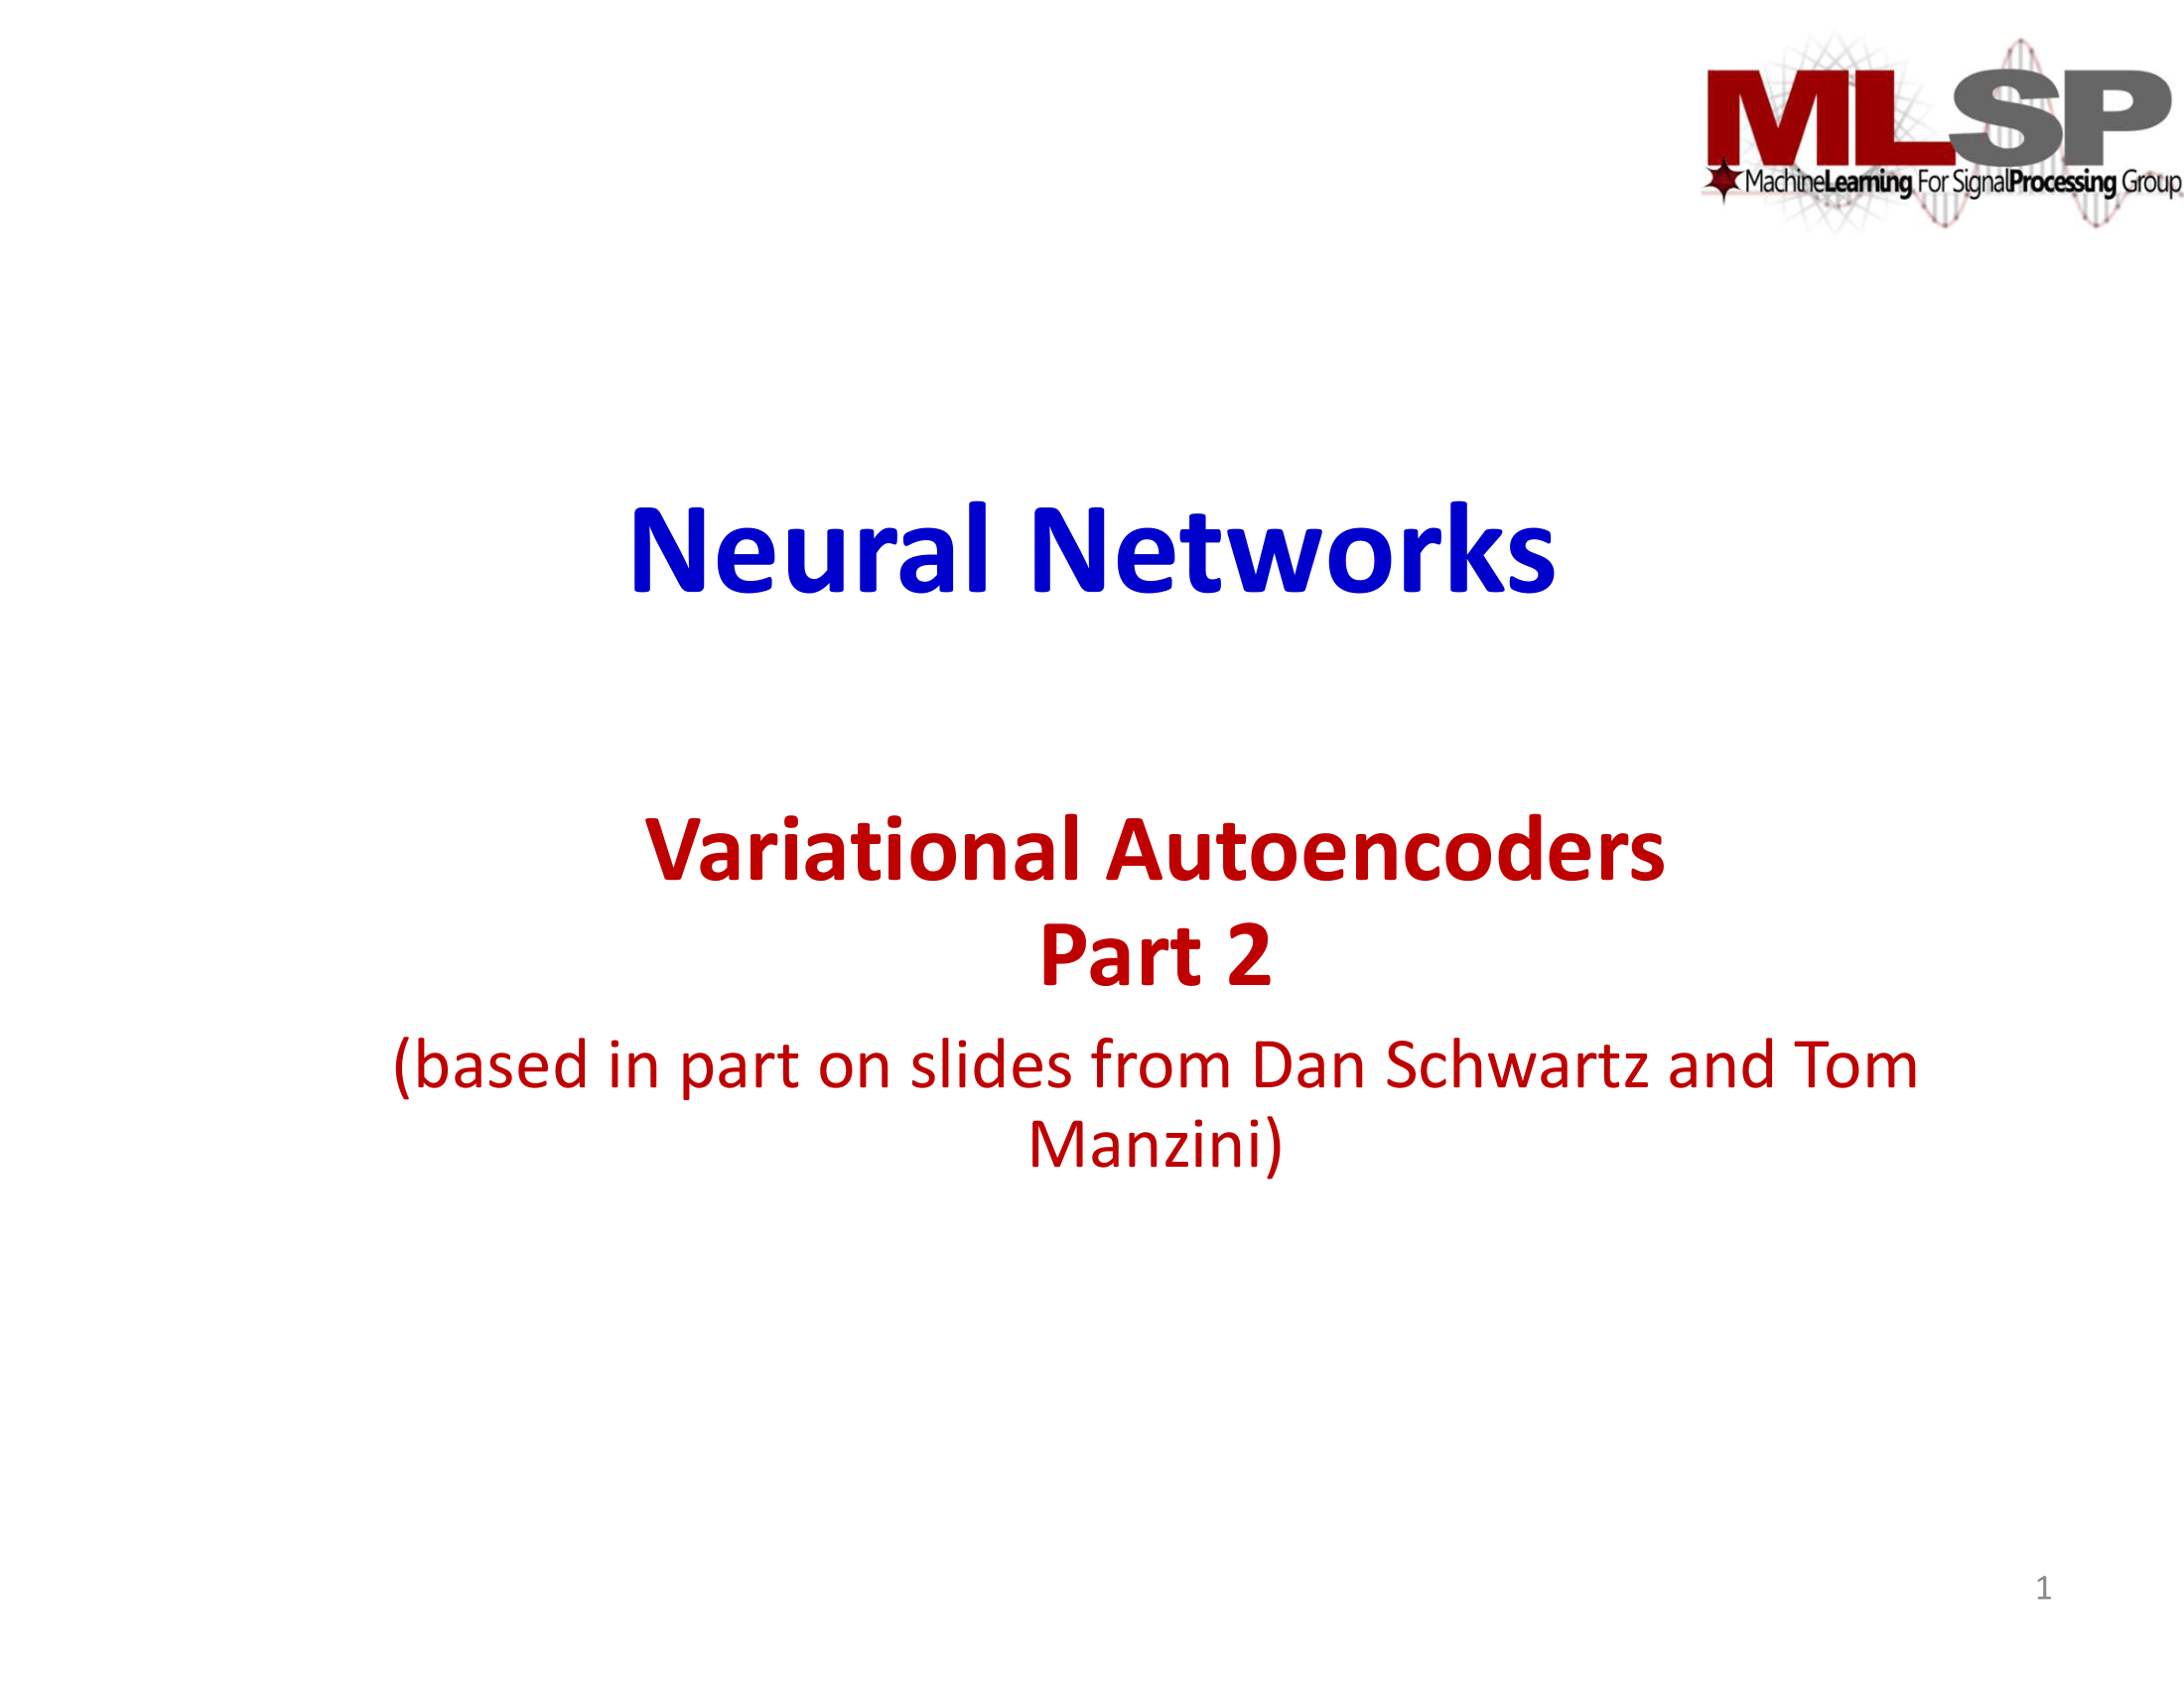 MLSP
MachineLearning For SignalProcessing Group
Neural Networks
Variational Autoencoders
Part 2
(based in part on slides from Dan Schwartz and Tom
Manzini)
1